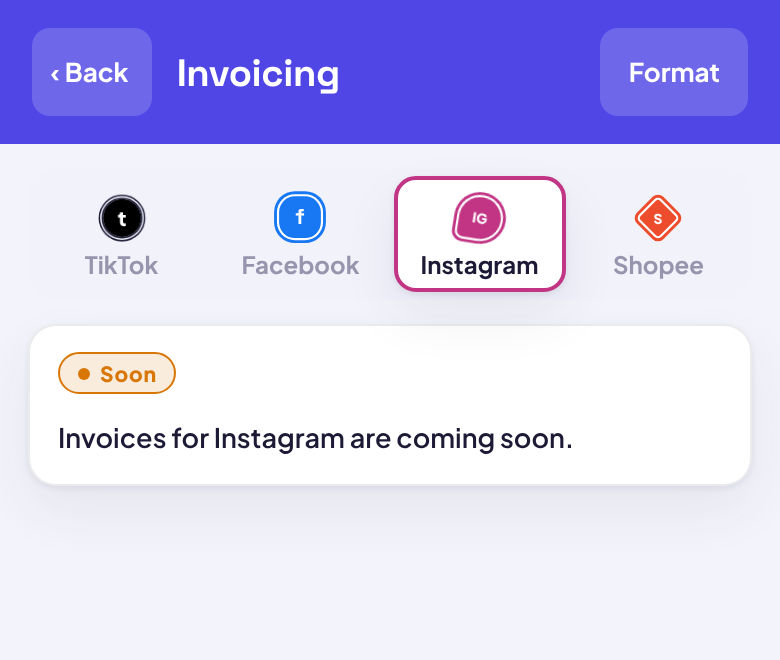 ‹ Back
Invoicing
Format
t
f
IG
S
TikTok
Facebook
Instagram
Shopee
Soon
Invoices for Instagram are coming soon.